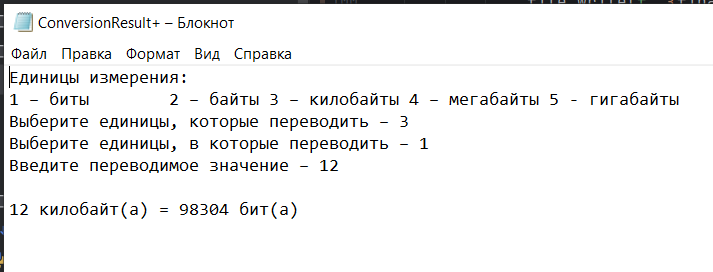 ConversionResult+ – Блокнот
Файл Правка Формат Вид Справка
Единицы измерения:
1 – биты 2 – байты 3 – килобайты 4 – мегабайты 5 - гигабайты
Выберите единицы, которые переводить – 3
Выберите единицы, в которые переводить – 1
Введите переводимое значение – 12
12 килобайт(а) = 98304 бит(а)